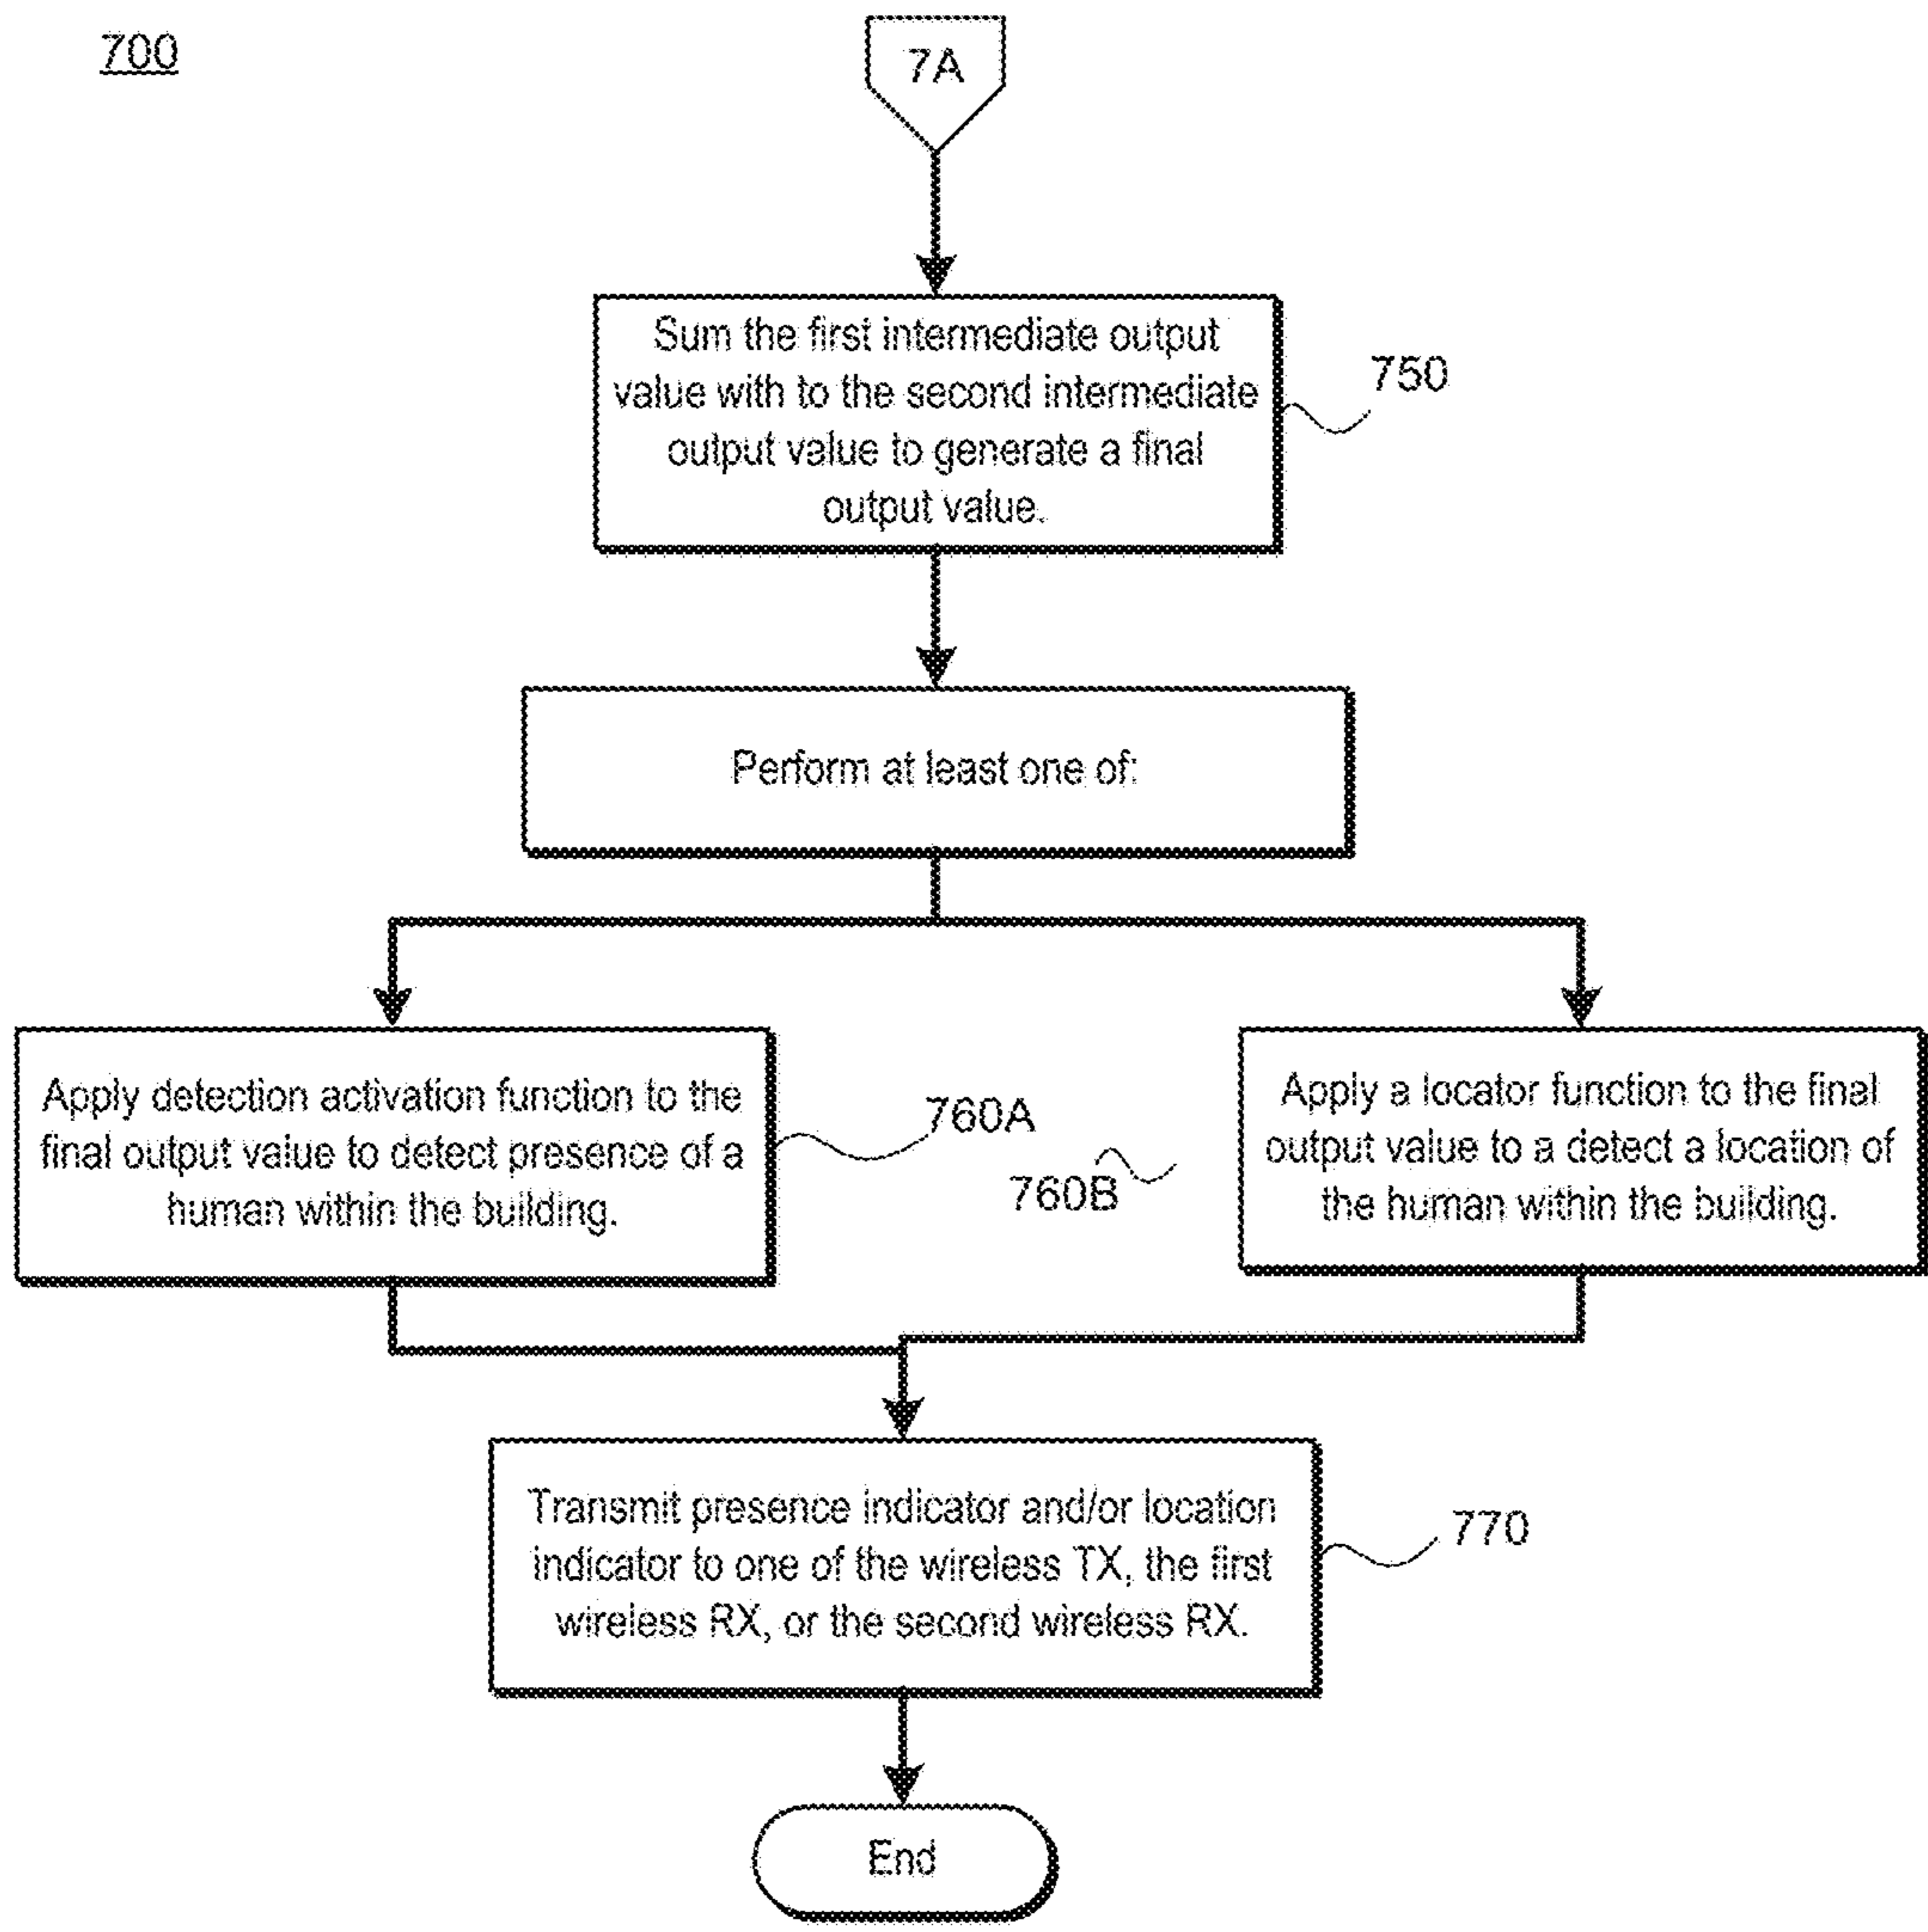 700
7A
Sum the first intermediate output
value with to the second intermediate
output value to generate a final
output value.
750
Perform at least one of:
Apply detection activation function to the
final output value to detect presence of a
human within the building.
760A
760B
Apply a locator function to the final
output value to a detect a location of
the human within the building.
Transmit presence indicator and/or location
indicator to one of the wireless TX, the first
wireless RX, or the second wireless RX.
770
End